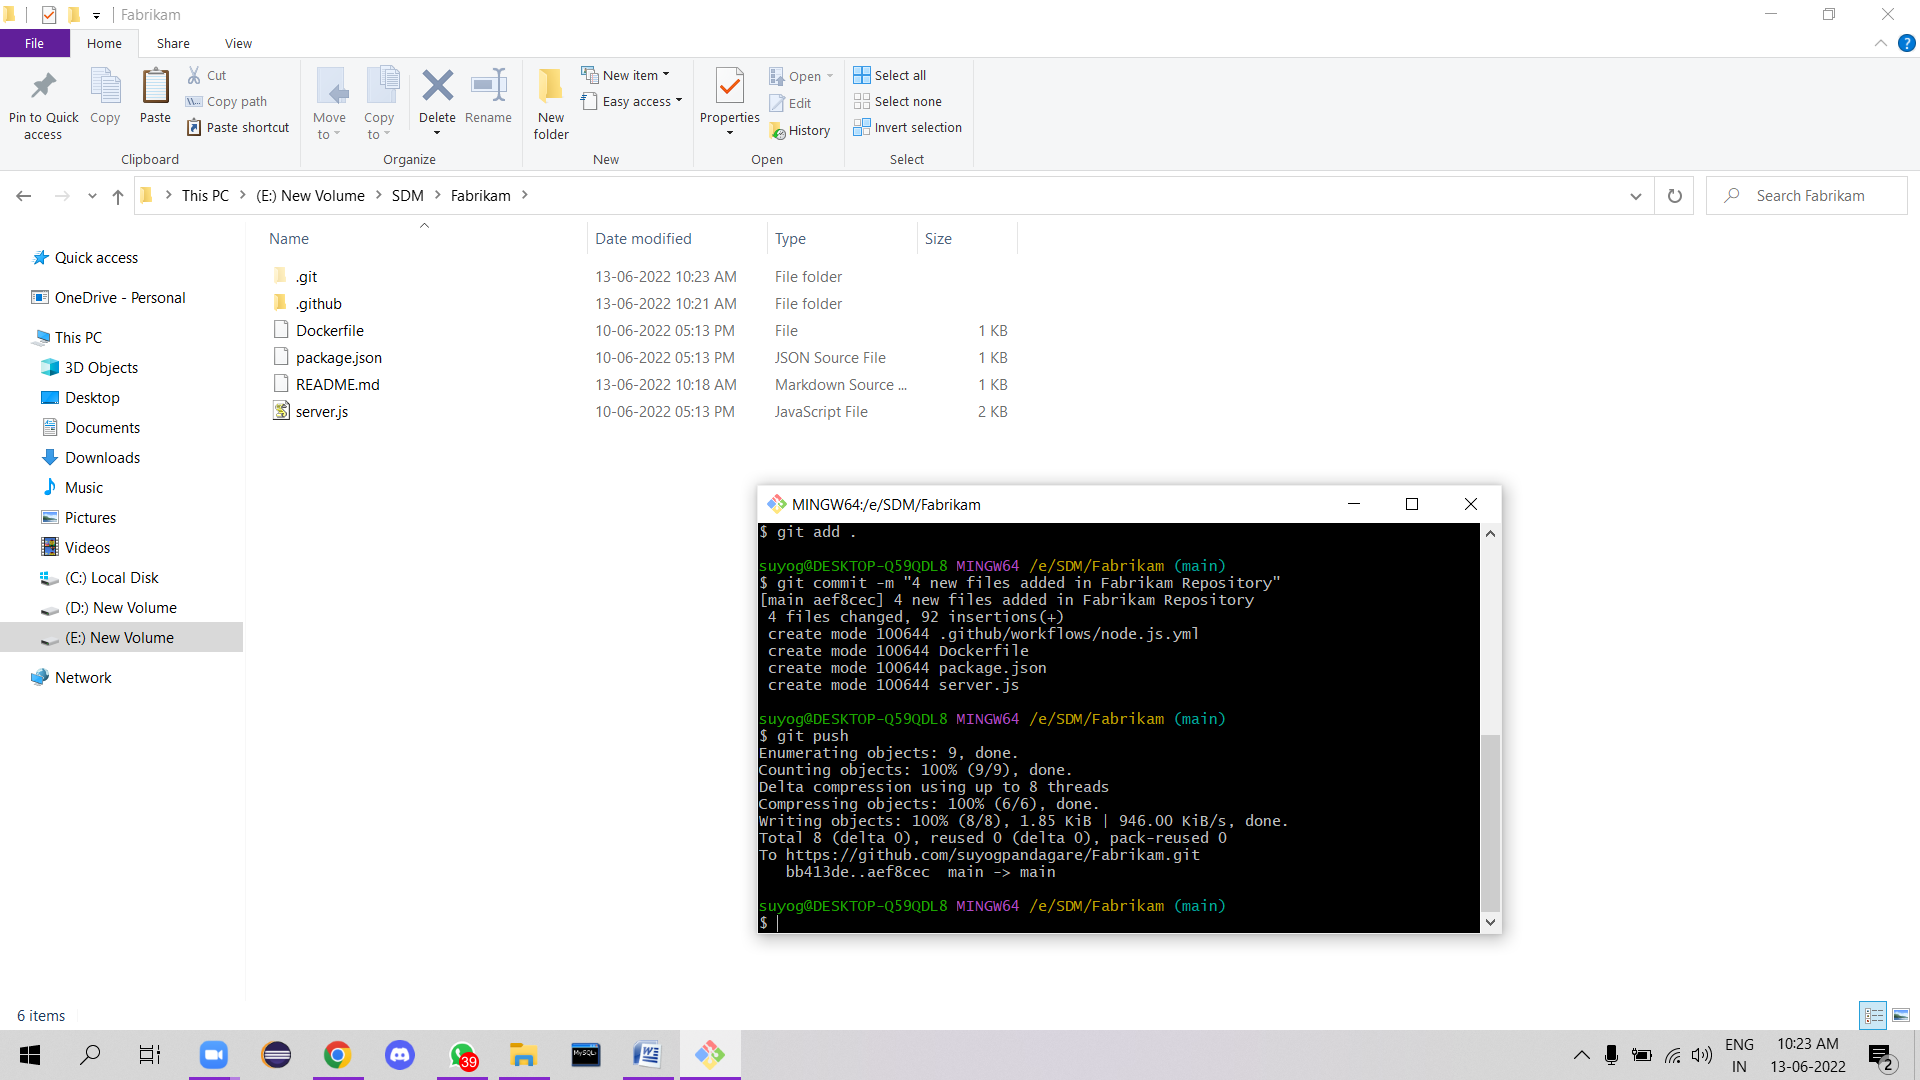 Fabrikam
File Home Share View
Pin to Quick access
Copy
Paste
Cut
Copy path
Paste shortcut
Clipboard
Move to
Copy to
Delete
Rename
Organize
New folder
New item
Easy access
New
Properties
Open
Edit
History
Open
Select all
Select none
Invert selection
Select
This PC > (E:) New Volume > SDM > Fabrikam >
Search Fabrikam
Name Date modified Type Size
.git 13-06-2022 10:23 AM File folder
.github 13-06-2022 10:21 AM File folder
Dockerfile 10-06-2022 05:13 PM File 1 KB
package.json 10-06-2022 05:13 PM JSON Source File 1 KB
README.md 13-06-2022 10:18 AM Markdown Source ... 1 KB
server.js 10-06-2022 05:13 PM JavaScript File 2 KB
Quick access
OneDrive - Personal
This PC
3D Objects
Desktop
Documents
Downloads
Music
Pictures
Videos
(C:) Local Disk
(D:) New Volume
(E:) New Volume
Network
MINGW64:/e/SDM/Fabrikam
$ git add .
suyog@DESKTOP-Q59QDL8 MINGW64 /e/SDM/Fabrikam (main)
$ git commit -m "4 new files added in Fabrikam Repository"
[main aef8cec] 4 new files added in Fabrikam Repository
4 files changed, 92 insertions(+)
create mode 100644 .github/workflows/node.js.yml
create mode 100644 Dockerfile
create mode 100644 package.json
create mode 100644 server.js
suyog@DESKTOP-Q59QDL8 MINGW64 /e/SDM/Fabrikam (main)
$ git push
Enumerating objects: 9, done.
Counting objects: 100% (9/9), done.
Delta compression using up to 8 threads
Compressing objects: 100% (6/6), done.
Writing objects: 100% (8/8), 1.85 KiB | 946.00 KiB/s, done.
Total 8 (delta 0), reused 0 (delta 0), pack-reused 0
To https://github.com/suyogpandagare/Fabrikam.git
bb413de..aef8cec main -> main
suyog@DESKTOP-Q59QDL8 MINGW64 /e/SDM/Fabrikam (main)
$
6 items
39
MySQL
W
ENG
IN
10:23 AM
13-06-2022
2